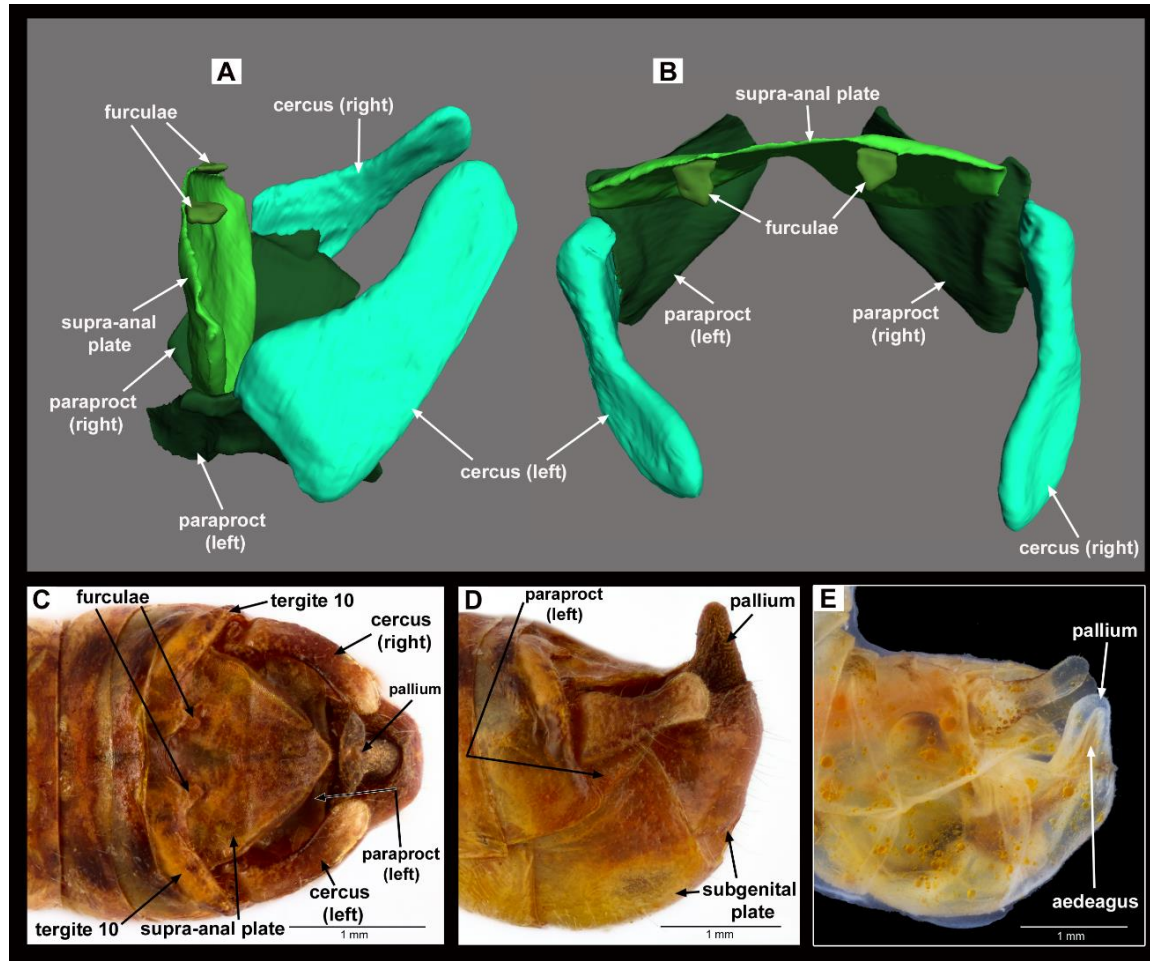 A
furculae
cercus (right)
supra-anal
plate
paraproct
(right)
paraproct
(left)
cercus (left)
B
supra-anal plate
furculae
paraproct
(left)
paraproct
(right)
cercus (right)
C
furculae
tergite 10
cercus
(right)
pallium
paraproct
(left)
cercus
(left)
tergite 10
supra-anal plate
1 mm
D
paraproct
(left)
pallium
subgenital
plate
1 mm
E
pallium
aedeagus
1 mm